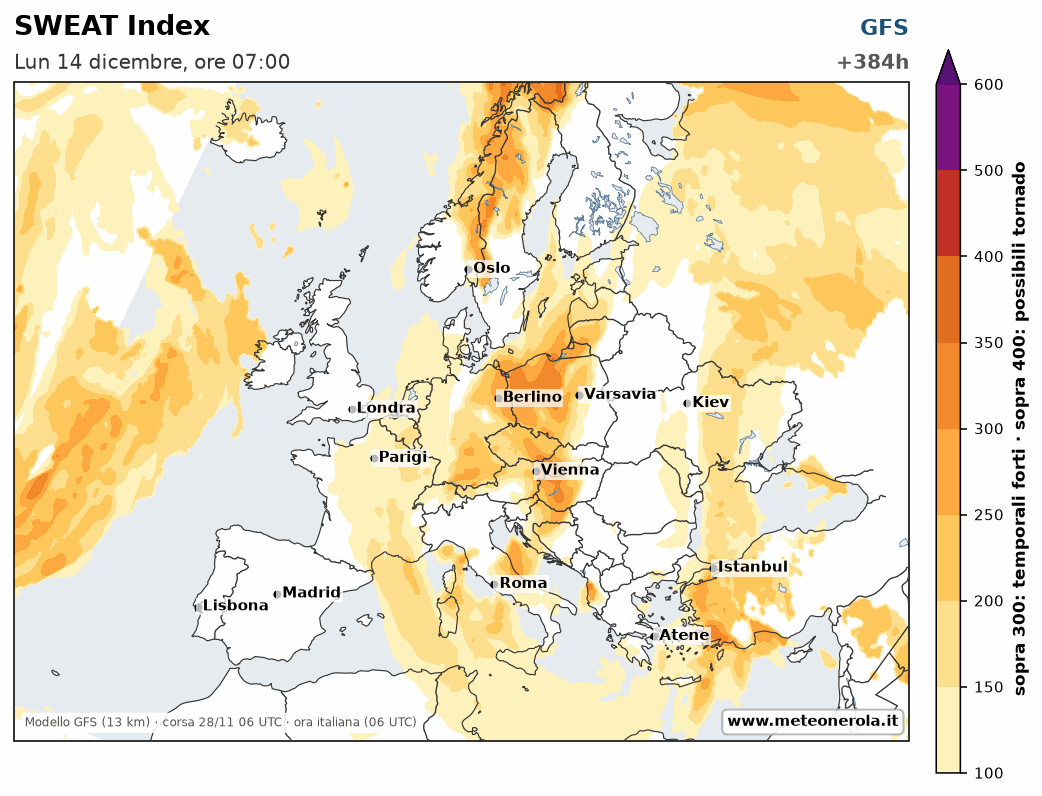 SWEAT Index
GFS
Lun 14 dicembre, ore 07:00
+384h
600
500
400
350
300
250
200
150
100
sopra 300: temporali forti · sopra 400: possibili tornado
Oslo
Berlino
Varsavia
Londra
Kiev
Parigi
Vienna
Istanbul
Roma
Madrid
Lisbona
Atene
Modello GFS (13 km) · corsa 28/11 06 UTC · ora italiana (06 UTC)
www.meteonerola.it